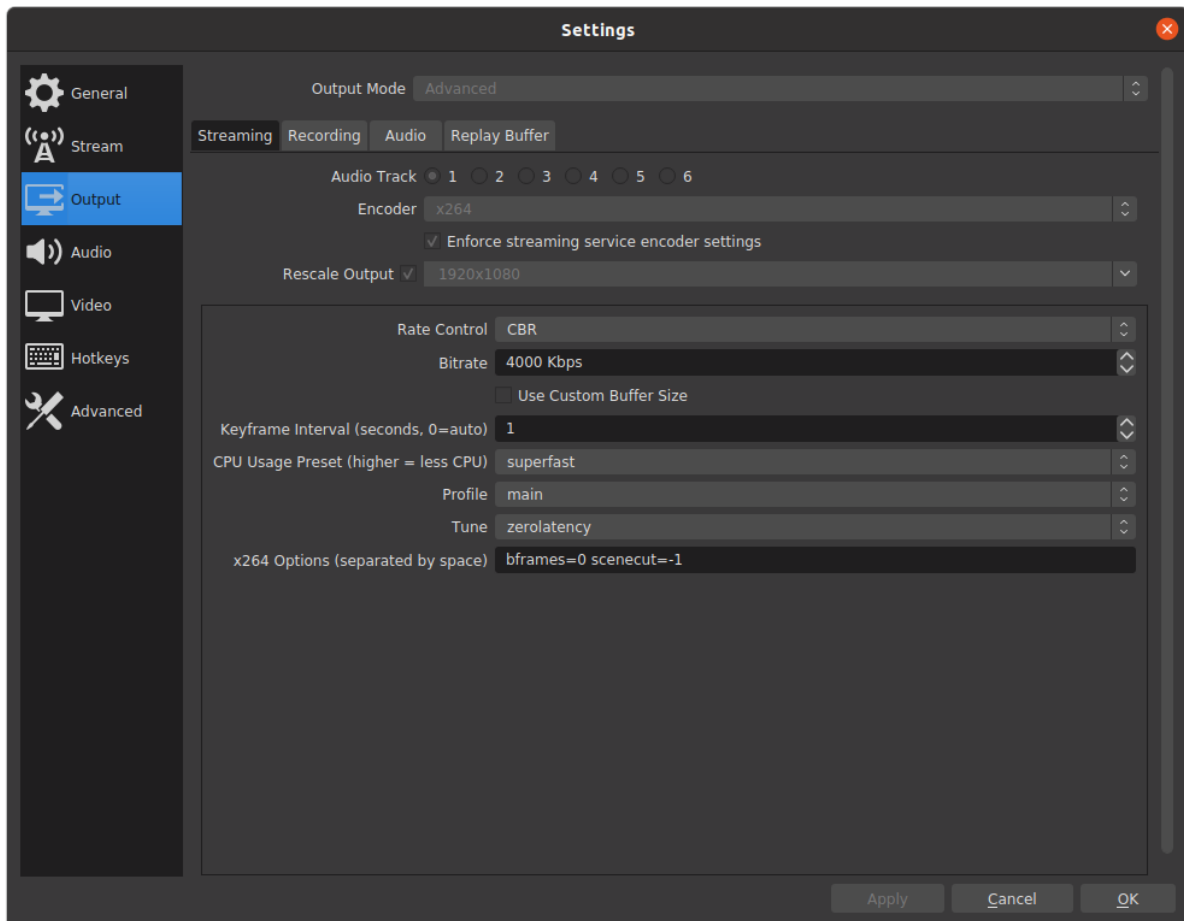 Settings
General
Stream
Output
Audio
Video
Hotkeys
Advanced
Output Mode Advanced
Streaming Recording Audio Replay Buffer
Audio Track 1 2 3 4 5 6
Encoder x264
Enforce streaming service encoder settings
Rescale Output 1920x1080
Rate Control CBR
Bitrate 4000 Kbps
Use Custom Buffer Size
Keyframe Interval (seconds, 0=auto) 1
CPU Usage Preset (higher = less CPU) superfast
Profile main
Tune zerolatency
x264 Options (separated by space) bframes=0 scenecut=-1
Apply Cancel OK